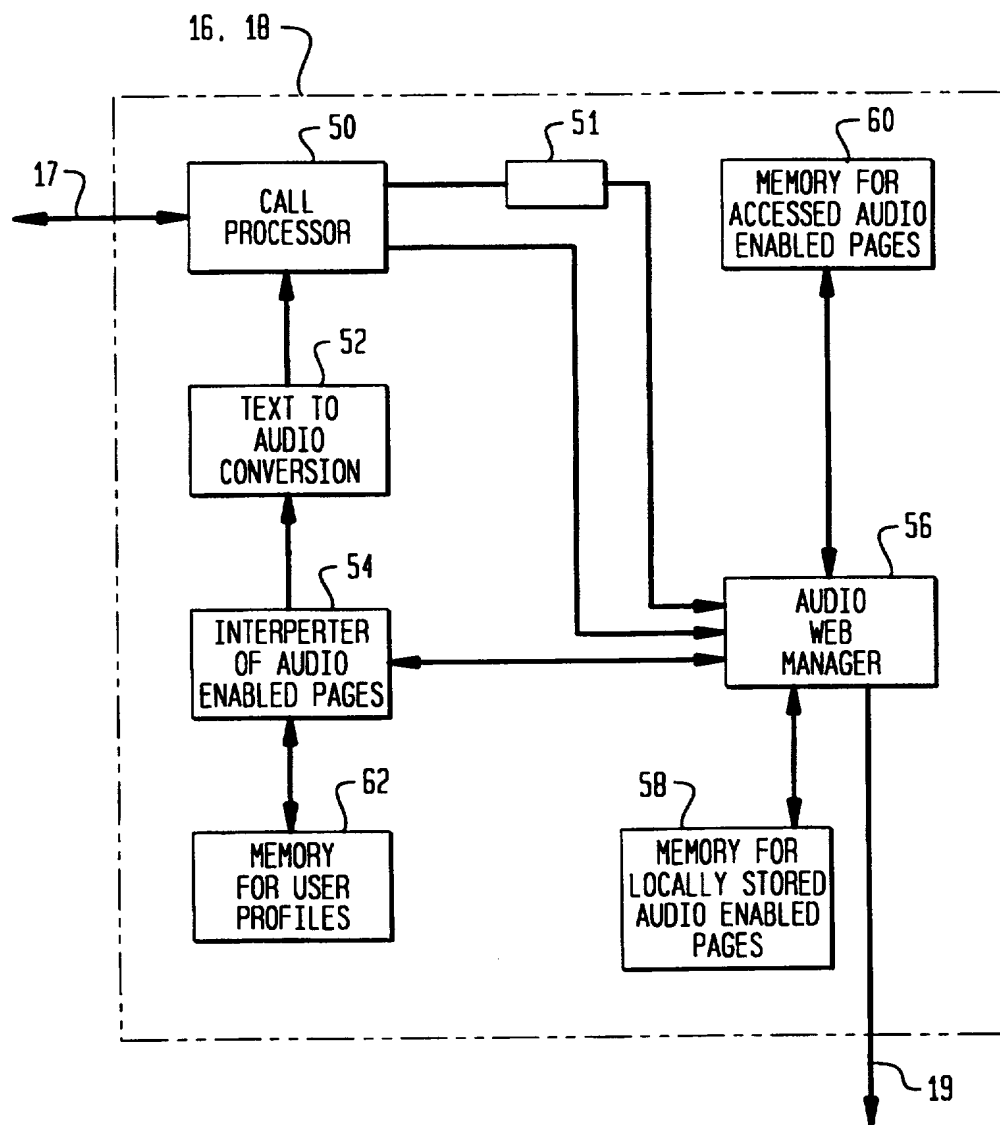 16, 18
50
51
60
17
CALL
PROCESSOR
MEMORY FOR
ACCESSED AUDIO
ENABLED PAGES
52
TEXT TO
AUDIO
CONVERSION
56
54
AUDIO
WEB
MANAGER
INTERPERTER
OF AUDIO
ENABLED PAGES
62
58
MEMORY
FOR USER
PROFILES
MEMORY FOR
LOCALLY STORED
AUDIO ENABLED
PAGES
19